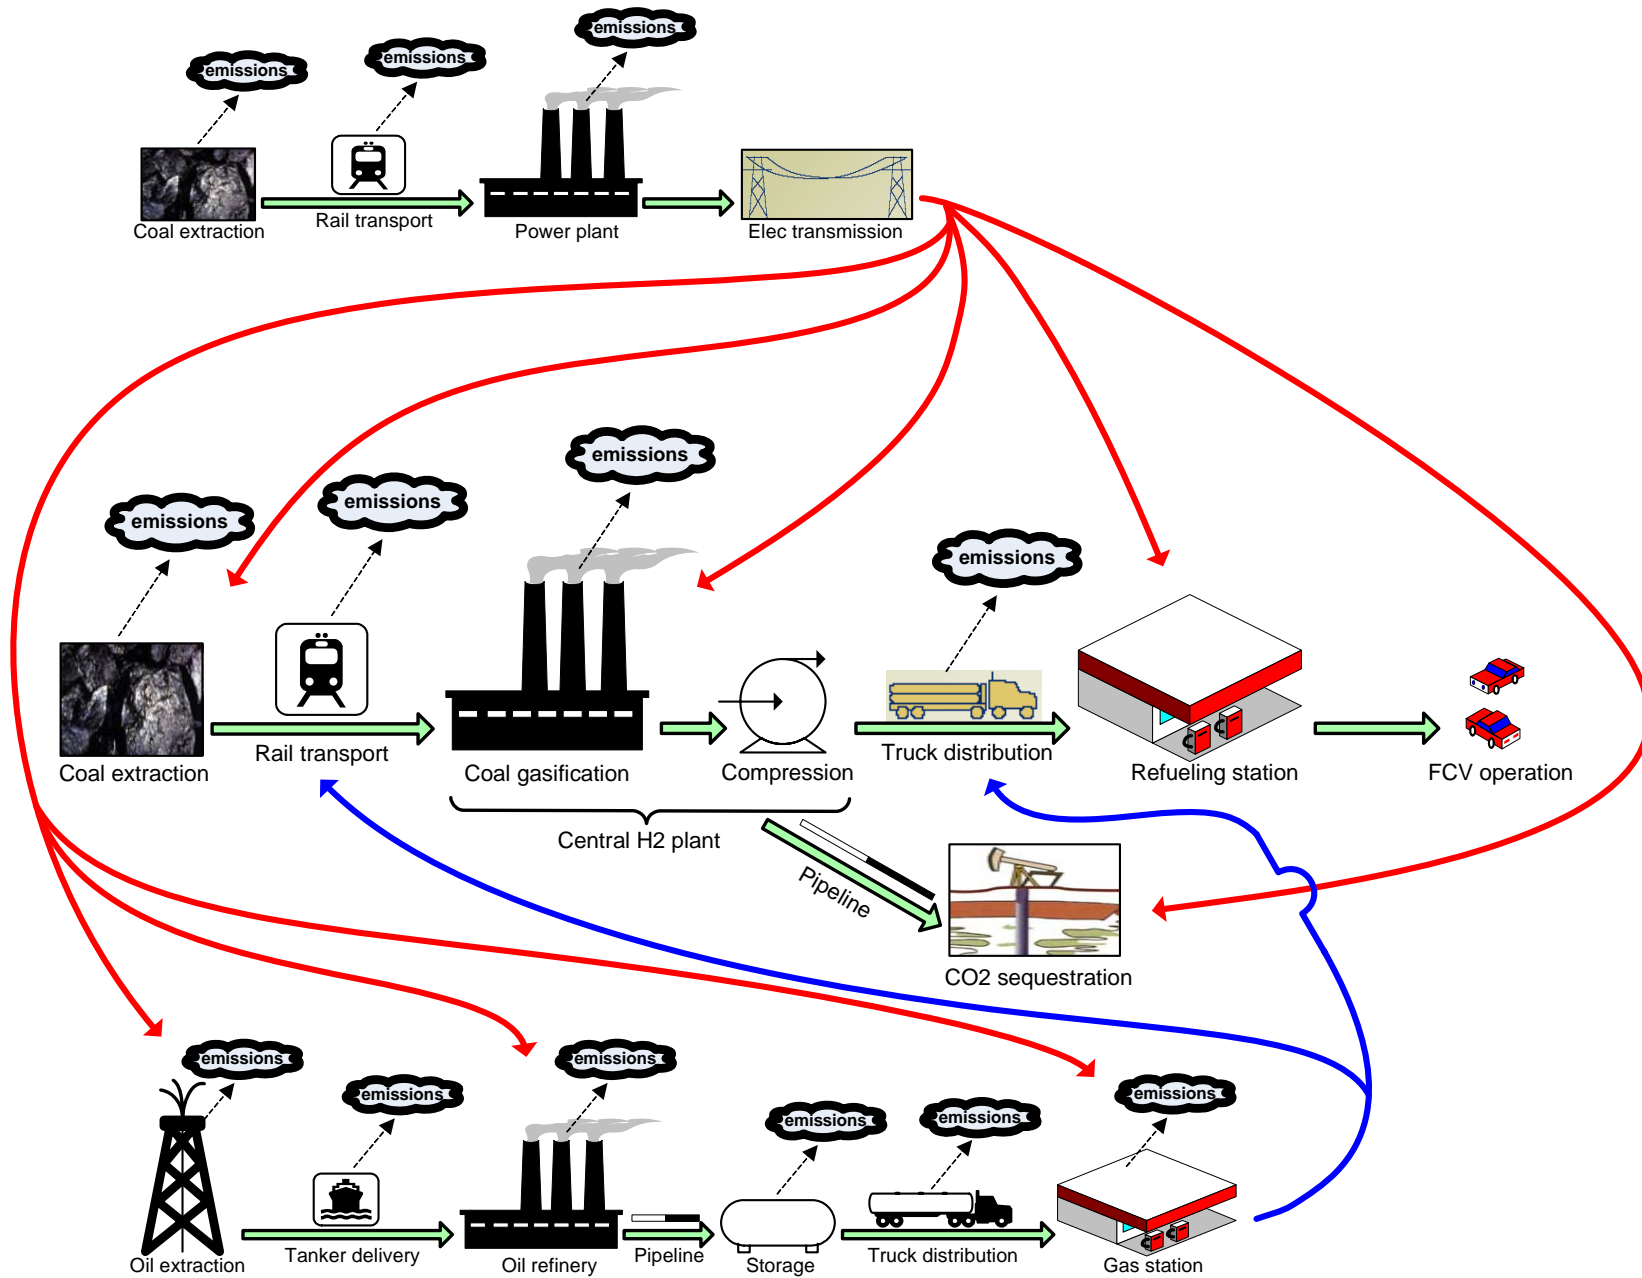 emissions
emissions
emissions
Coal extraction
Rail transport
Power plant
Elec transmission
emissions
emissions
emissions
emissions
Coal extraction
Rail transport
Coal gasification
Compression
Truck distribution
Refueling station
FCV operation
Central H2 plant
Pipeline
CO2 sequestration
emissions
emissions
emissions
emissions
emissions
emissions
Oil extraction
Tanker delivery
Oil refinery
Pipeline
Storage
Truck distribution
Gas station